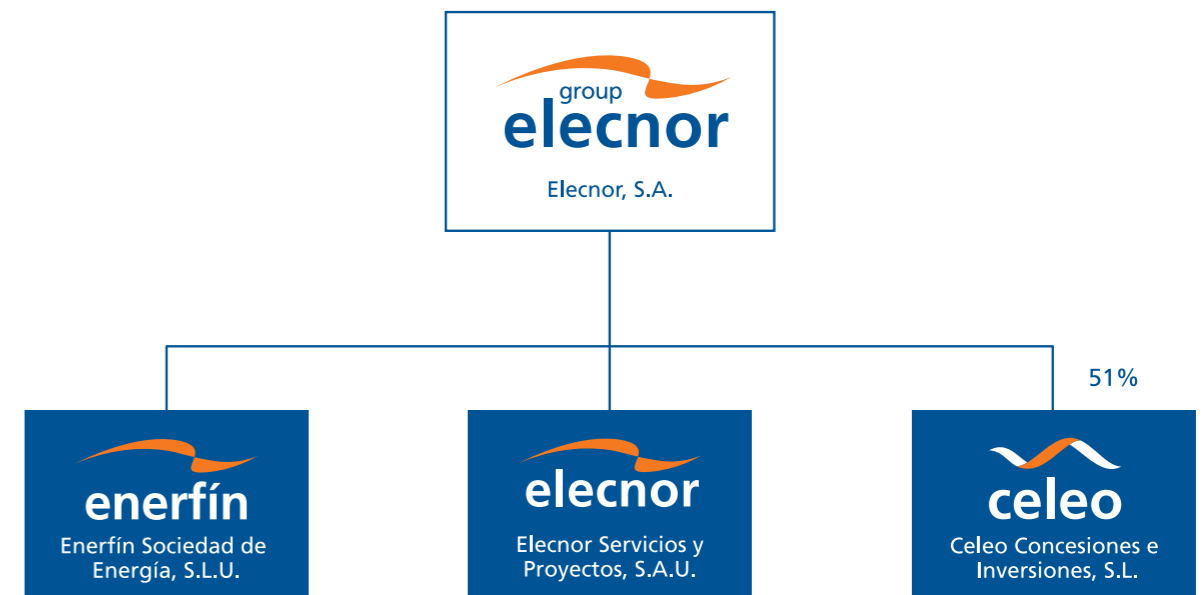 group
elecnor
Elecnor, S.A.
51%
enerfín
Enerfín Sociedad de
Energía, S.L.U.
elecnor
Elecnor Servicios y
Proyectos, S.A.U.
celeo
Celeo Concesiones e
Inversiones, S.L.